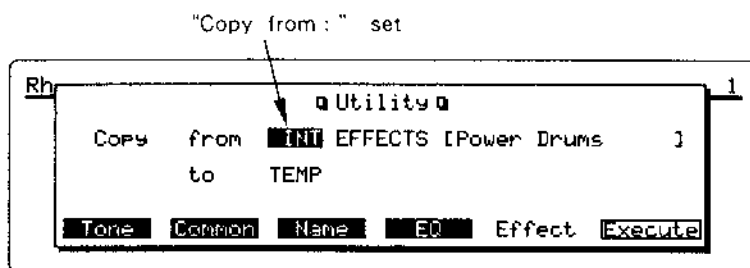 "Copy from : " set
Rh 1
Utility
Copy from INT EFFECTS [Power Drums ]
to TEMP
Tone Common Name EQ Effect Execute